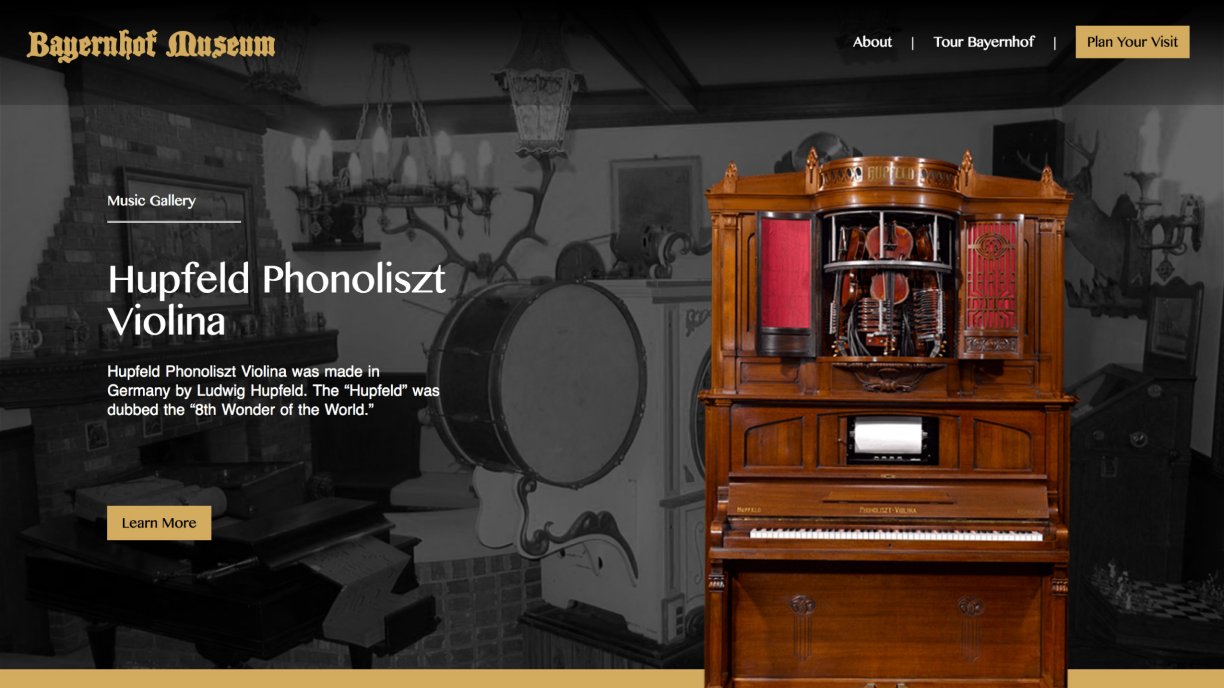 Bayernhof Museum
About | Tour Bayernhof | Plan Your Visit
Music Gallery
Hupfeld Phonoliszt
Violina
Hupfeld Phonoliszt Violina was made in
Germany by Ludwig Hupfeld. The “Hupfeld” was
dubbed the “8th Wonder of the World.”
Learn More
HUPFELD
HUPFELD
PHONOLISZT-VIOLINA